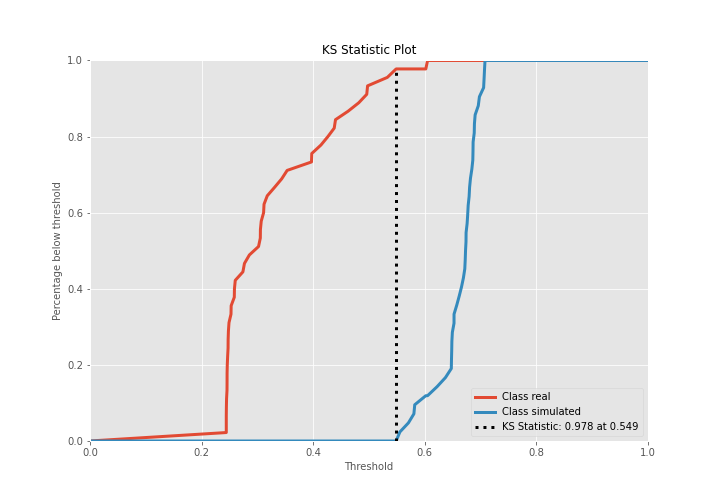 KS Statistic Plot
Percentage below threshold
1.0
0.8
0.6
0.4
0.2
0.0
0.0 0.2 0.4 0.6 0.8 1.0
Threshold
Class real
Class simulated
KS Statistic: 0.978 at 0.549